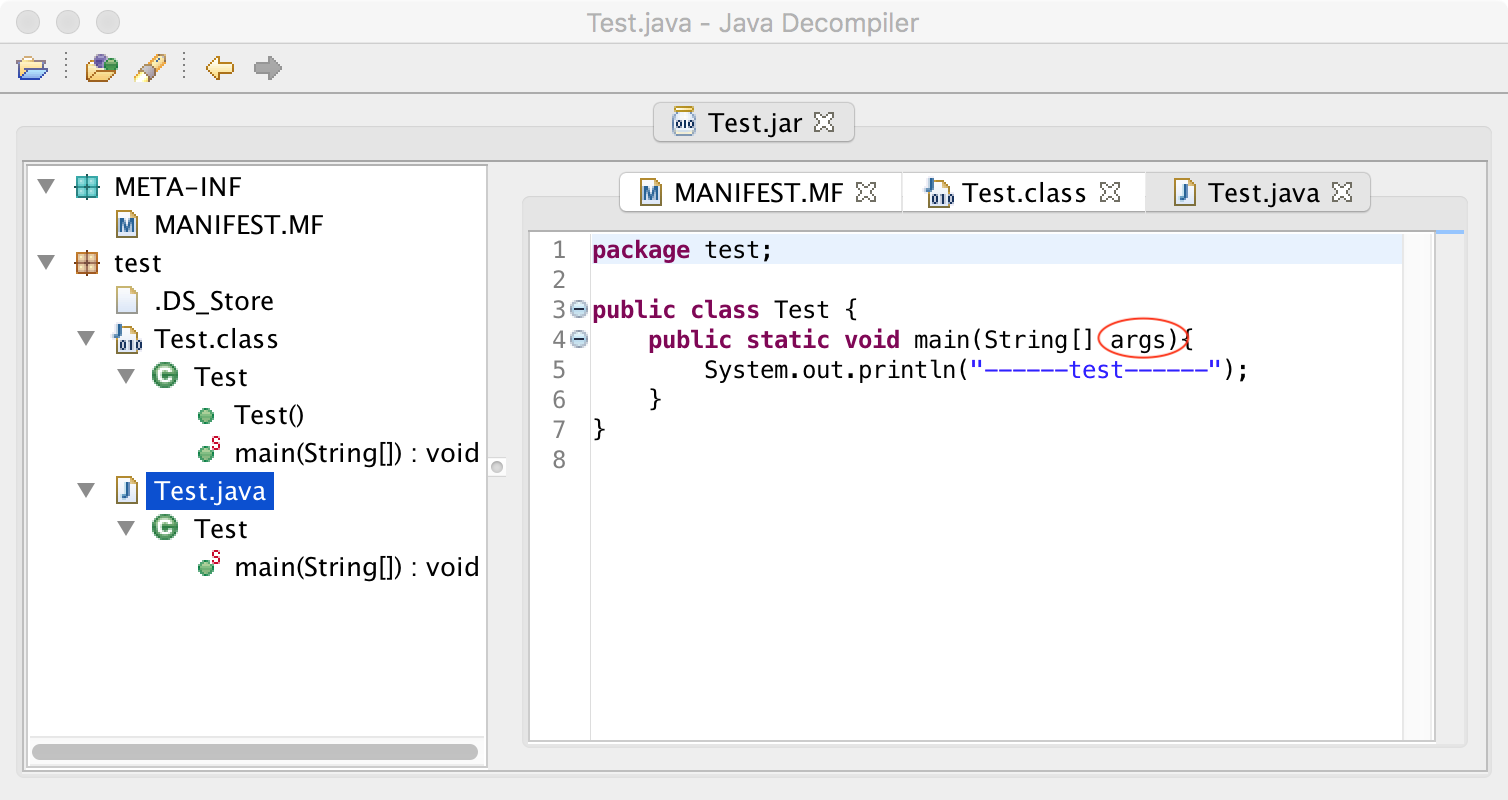 Test.java - Java Decompiler
Test.jar
META-INF
MANIFEST.MF
test
.DS_Store
Test.class
Test
Test()
main(String[]) : void
Test.java
Test
main(String[]) : void
MANIFEST.MF
Test.class
Test.java
1 package test;
2
3 public class Test {
4     public static void main(String[] args){
5         System.out.println("------test------");
6     }
7 }
8